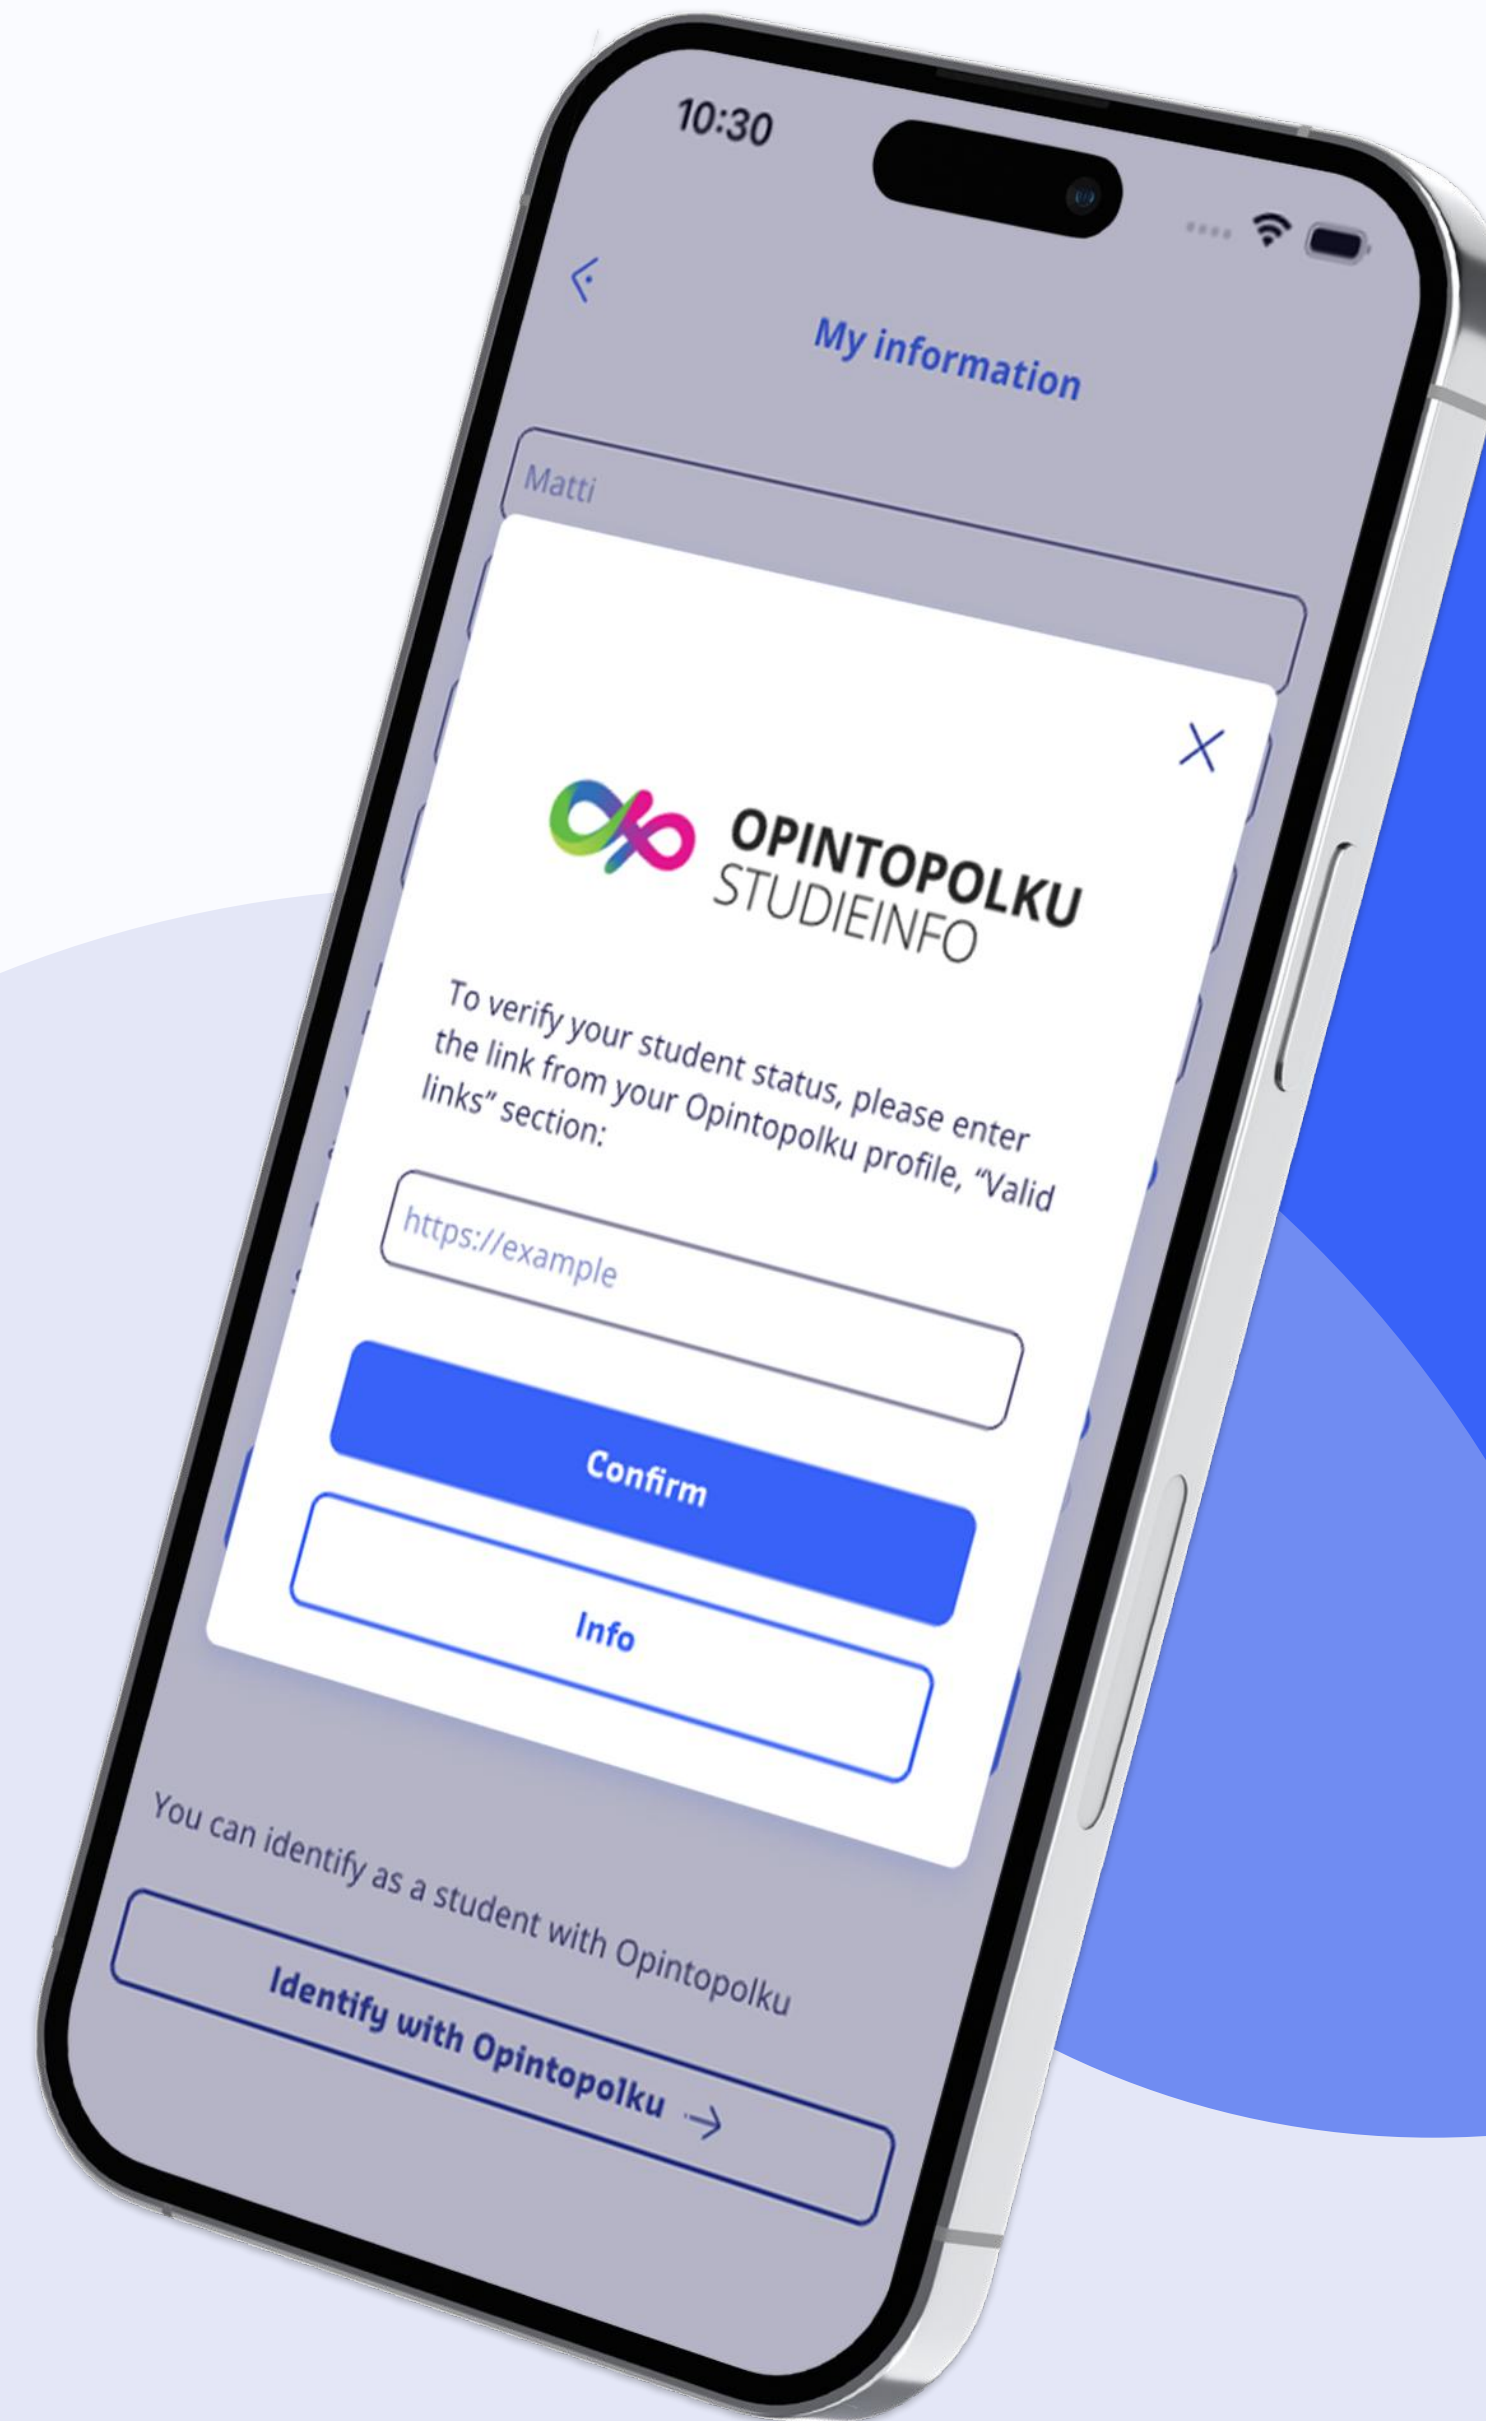 10:30
My information
Matti
OPINTOPOLKU
STUDIEINFO
To verify your student status, please enter
the link from your Opintopolku profile, “Valid
links” section:
https://example
Confirm
Info
You can identify as a student with Opintopolku
Identify with Opintopolku →